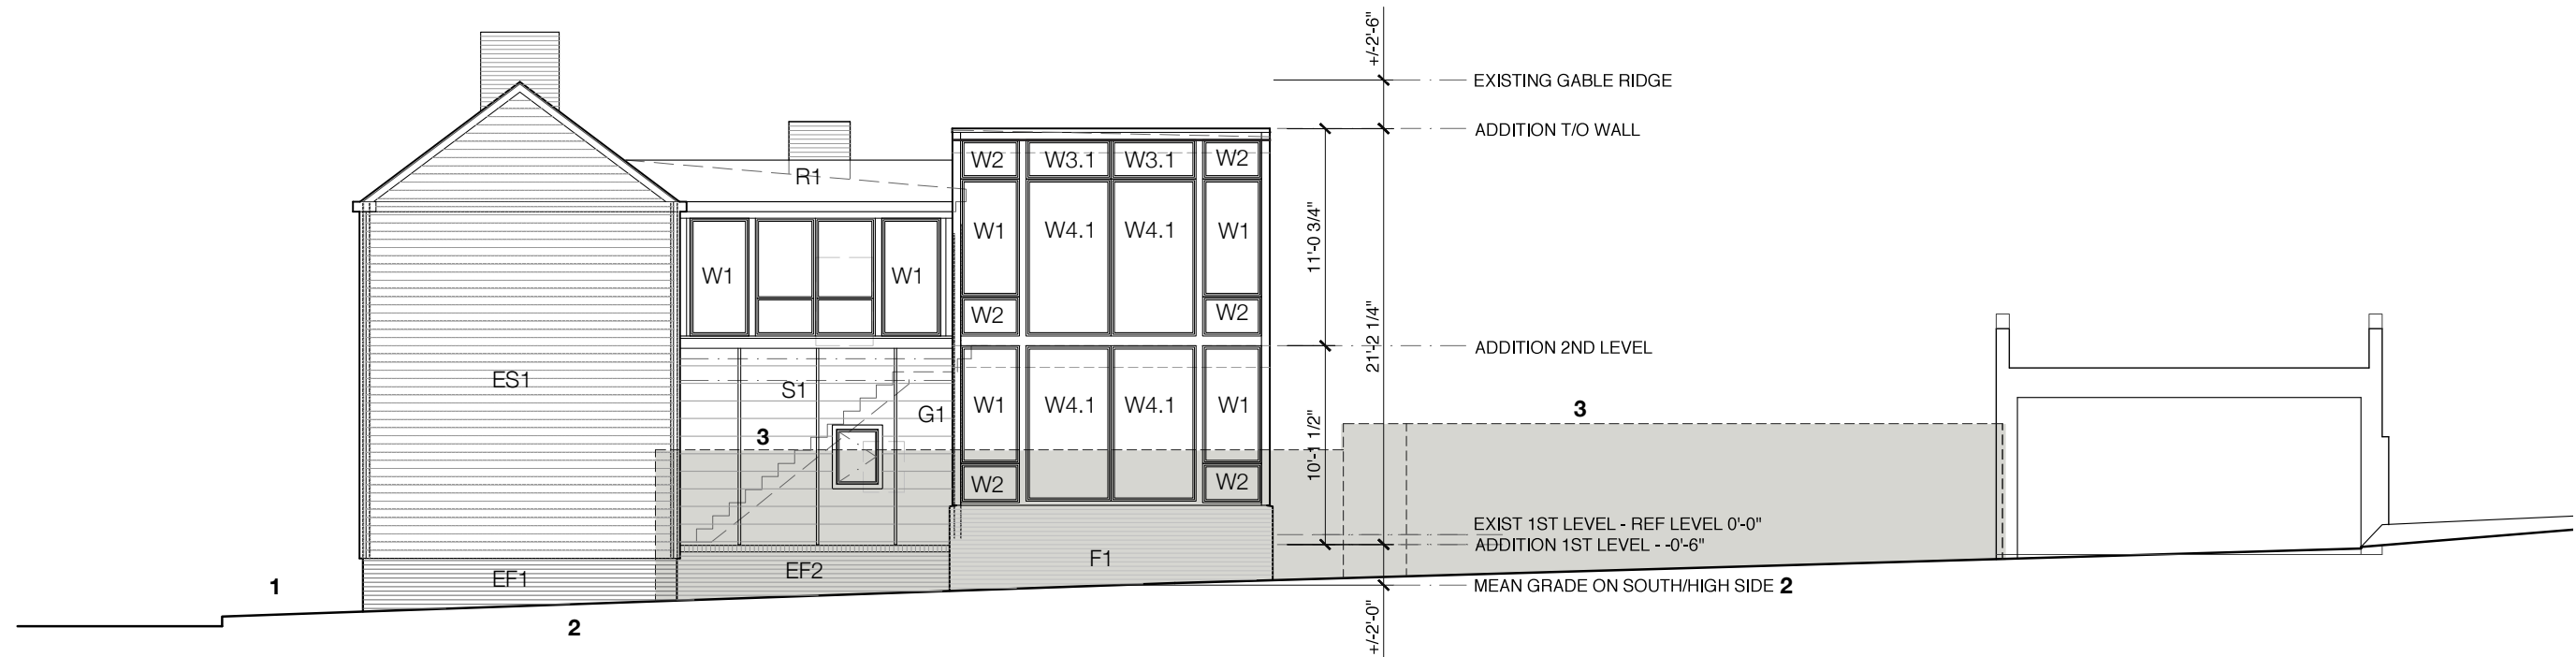 +/-2'-6"
EXISTING GABLE RIDGE
ADDITION T/O WALL
W2 W3.1 W3.1 W2
R1
W1 W4.1 W4.1 W1
11'-0 3/4"
W1 W1
W2 W2
21'-2 1/4"
ADDITION 2ND LEVEL
ES1
S1
G1
W1 W4.1 W4.1 W1
3
3
10'-1 1/2"
W2 W2
EXIST 1ST LEVEL - REF LEVEL 0'-0"
ADDITION 1ST LEVEL - -0'-6"
F1
EF2
EF1
1
MEAN GRADE ON SOUTH/HIGH SIDE 2
2
+/-2'-0"